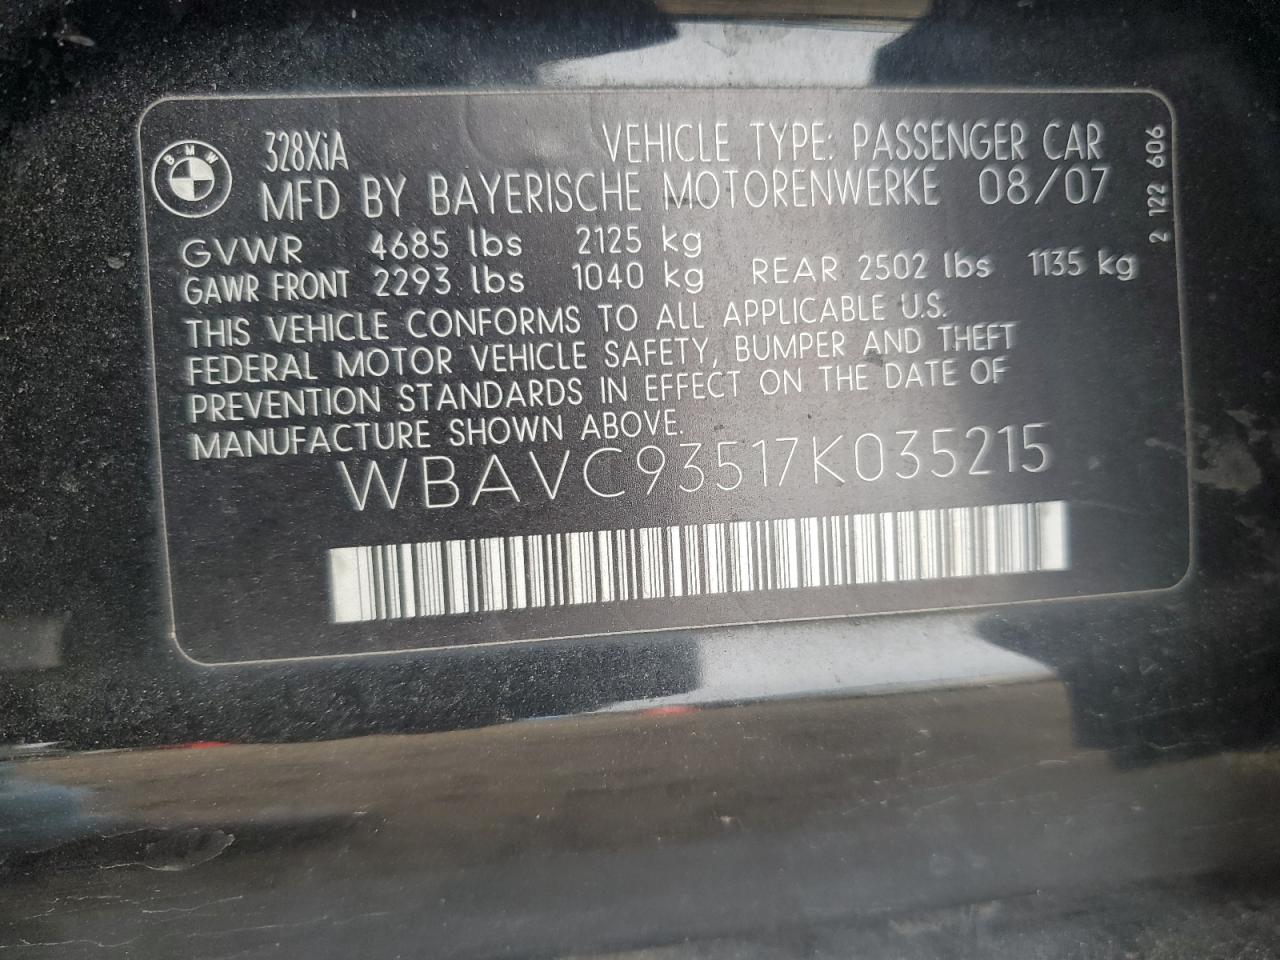 BMW
328XiA VEHICLE TYPE: PASSENGER CAR
MFD BY BAYERISCHE MOTORENWERKE 08/07
GVWR 4685 lbs 2125 kg
GAWR FRONT 2293 lbs 1040 kg REAR 2502 lbs 1135 kg
THIS VEHICLE CONFORMS TO ALL APPLICABLE U.S.
FEDERAL MOTOR VEHICLE SAFETY, BUMPER AND THEFT
PREVENTION STANDARDS IN EFFECT ON THE DATE OF
MANUFACTURE SHOWN ABOVE.
WBAVC93517K035215
2 122 606